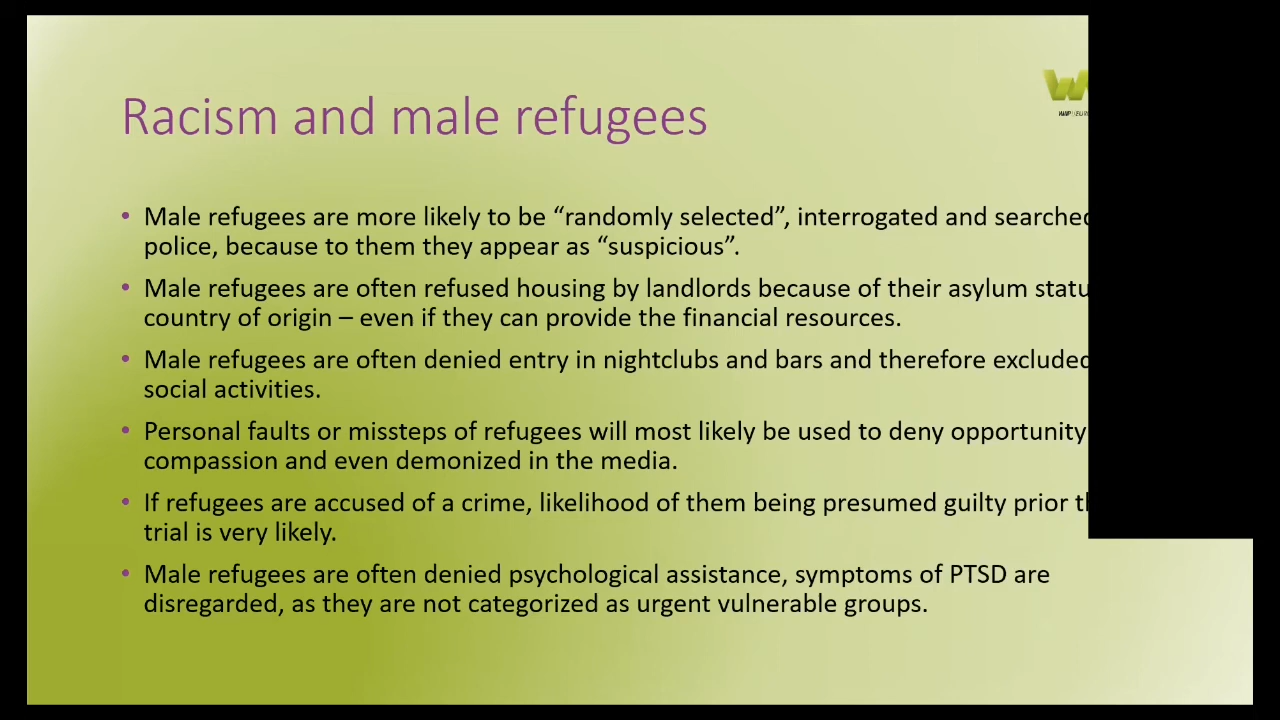 Racism and male refugees
• Male refugees are more likely to be “randomly selected”, interrogated and searched
police, because to them they appear as “suspicious”.
• Male refugees are often refused housing by landlords because of their asylum statu
country of origin – even if they can provide the financial resources.
• Male refugees are often denied entry in nightclubs and bars and therefore excluded
social activities.
• Personal faults or missteps of refugees will most likely be used to deny opportunity
compassion and even demonized in the media.
• If refugees are accused of a crime, likelihood of them being presumed guilty prior
trial is very likely.
• Male refugees are often denied psychological assistance, symptoms of PTSD are
disregarded, as they are not categorized as urgent vulnerable groups.